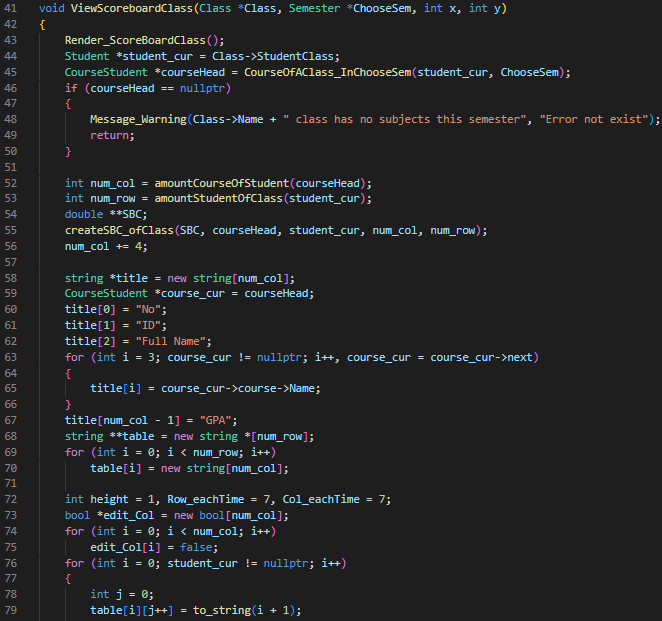 41 void ViewScoreboardClass(Class *Class, Semester *ChooseSem, int x, int y)
42 {
43     Render_ScoreBoardClass();
44     Student *student_cur = Class->StudentClass;
45     CourseStudent *courseHead = CourseOfAClass_InChooseSem(student_cur, ChooseSem);
46     if (courseHead == nullptr)
47     {
48         Message_Warning(Class->Name + " class has no subjects this semester", "Error not exist");
49         return;
50     }
51
52     int num_col = amountCourseOfStudent(courseHead);
53     int num_row = amountStudentOfClass(student_cur);
54     double **SBC;
55     createSBC_ofClass(SBC, courseHead, student_cur, num_col, num_row);
56     num_col += 4;
57
58     string *title = new string[num_col];
59     CourseStudent *course_cur = courseHead;
60     title[0] = "No";
61     title[1] = "ID";
62     title[2] = "Full Name";
63     for (int i = 3; course_cur != nullptr; i++, course_cur = course_cur->next)
64     {
65         title[i] = course_cur->course->Name;
66     }
67     title[num_col - 1] = "GPA";
68     string **table = new string *[num_row];
69     for (int i = 0; i < num_row; i++)
70         table[i] = new string[num_col];
71
72     int height = 1, Row_eachTime = 7, Col_eachTime = 7;
73     bool *edit_Col = new bool[num_col];
74     for (int i = 0; i < num_col; i++)
75         edit_Col[i] = false;
76     for (int i = 0; student_cur != nullptr; i++)
77     {
78         int j = 0;
79         table[i][j++] = to_string(i + 1);